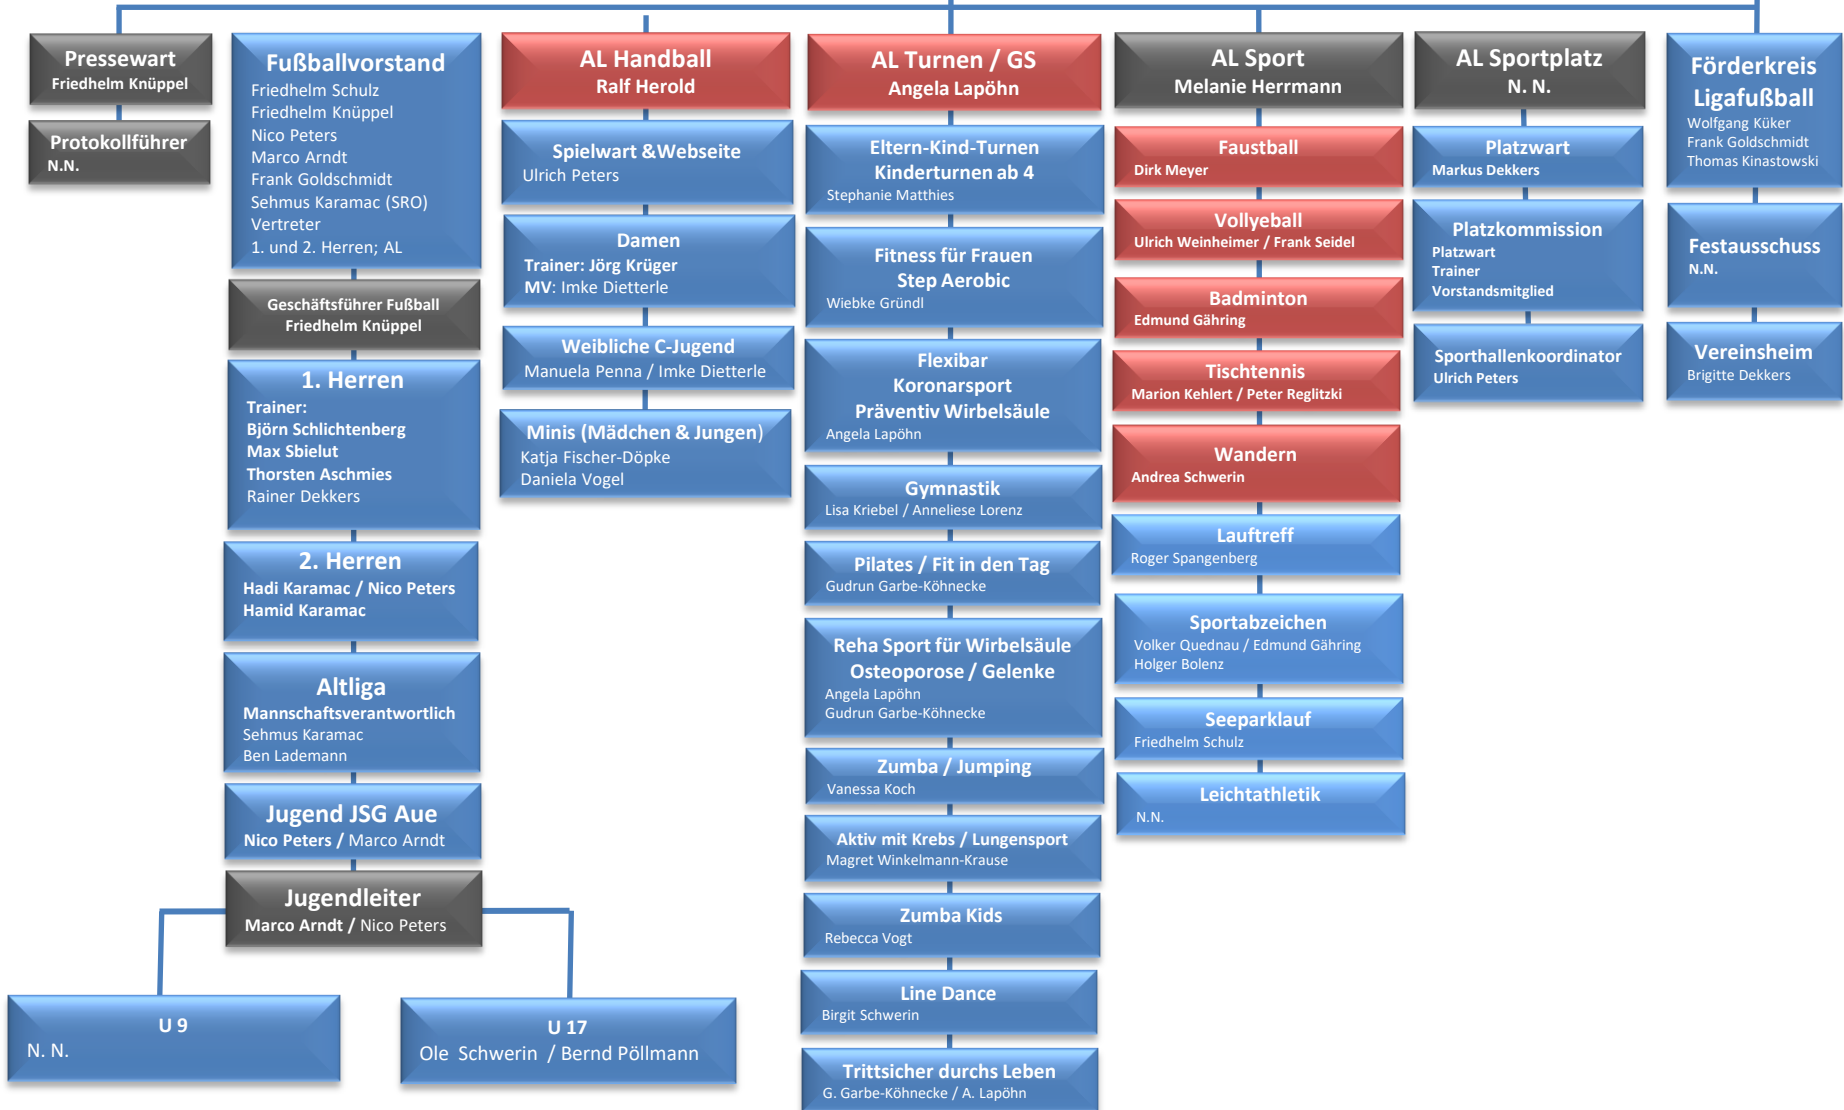 Pressewart
Friedhelm Knüppel
Protokollführer
N.N.
Fußballvorstand
Friedhelm Schulz
Friedhelm Knüppel
Nico Peters
Marco Arndt
Frank Goldschmidt
Sehmus Karamac (SRO)
Vertreter
1. und 2. Herren; AL
Geschäftsführer Fußball
Friedhelm Knüppel
1. Herren
Trainer:
Björn Schlichtenberg
Max Sbielut
Thorsten Aschmies
Rainer Dekkers
2. Herren
Hadi Karamac / Nico Peters
Hamid Karamac
Altliga
Mannschaftsverantwortlich
Sehmus Karamac
Ben Lademann
Jugend JSG Aue
Nico Peters / Marco Arndt
Jugendleiter
Marco Arndt / Nico Peters
U 9
N. N.
U 17
Ole Schwerin / Bernd Pöllmann
AL Handball
Ralf Herold
Spielwart &Webseite
Ulrich Peters
Damen
Trainer: Jörg Krüger
MV: Imke Dietterle
Weibliche C-Jugend
Manuela Penna / Imke Dietterle
Minis (Mädchen & Jungen)
Katja Fischer-Döpke
Daniela Vogel
AL Turnen / GS
Angela Lapöhn
Eltern-Kind-Turnen
Kinderturnen ab 4
Stephanie Matthies
Fitness für Frauen
Step Aerobic
Wiebke Gründl
Flexibar
Koronarsport
Präventiv Wirbelsäule
Angela Lapöhn
Gymnastik
Lisa Kriebel / Anneliese Lorenz
Pilates / Fit in den Tag
Gudrun Garbe-Köhnecke
Reha Sport für Wirbelsäule
Osteoporose / Gelenke
Angela Lapöhn
Gudrun Garbe-Köhnecke
Zumba / Jumping
Vanessa Koch
Aktiv mit Krebs / Lungensport
Magret Winkelmann-Krause
Zumba Kids
Rebecca Vogt
Line Dance
Birgit Schwerin
Trittsicher durchs Leben
G. Garbe-Köhnecke / A. Lapöhn
AL Sport
Melanie Herrmann
Faustball
Dirk Meyer
Vollyeball
Ulrich Weinheimer / Frank Seidel
Badminton
Edmund Gähring
Tischtennis
Marion Kehlert / Peter Reglitzki
Wandern
Andrea Schwerin
Lauftreff
Roger Spangenberg
Sportabzeichen
Volker Quednau / Edmund Gähring
Holger Bolenz
Seeparklauf
Friedhelm Schulz
Leichtathletik
N.N.
AL Sportplatz
N. N.
Platzwart
Markus Dekkers
Platzkommission
Platzwart
Trainer
Vorstandsmitglied
Sporthallenkoordinator
Ulrich Peters
Förderkreis
Ligafußball
Wolfgang Küker
Frank Goldschmidt
Thomas Kinastowski
Festausschuss
N.N.
Vereinsheim
Brigitte Dekkers